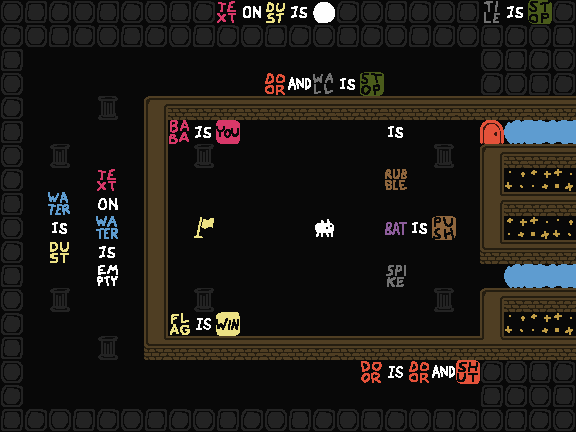 TEXT ON DUST IS
TILE IS STOP
DOOR AND WALL IS STOP
BABA IS YOU
IS
RUBBLE
TEXT ON WATER IS EMPTY
WATER IS DUST
BAT IS PUSH
SPIKE
FLAG IS WIN
DOOR IS DOOR AND SHUT